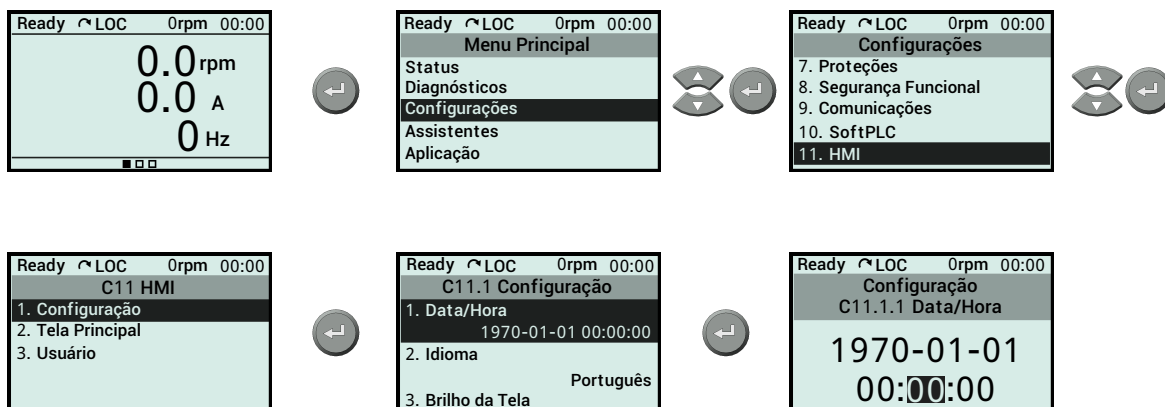 Ready LOC 0rpm 00:00
0.0 rpm
0.0 A
0 Hz
Ready LOC 0rpm 00:00
Menu Principal
Status
Diagnósticos
Configurações
Assistentes
Aplicação
Ready LOC 0rpm 00:00
Configurações
7. Proteções
8. Segurança Funcional
9. Comunicações
10. SoftPLC
11. HMI
Ready LOC 0rpm 00:00
C11 HMI
1. Configuração
2. Tela Principal
3. Usuário
Ready LOC 0rpm 00:00
C11.1 Configuração
1. Data/Hora
1970-01-01 00:00:00
2. Idioma
Português
3. Brilho da Tela
Ready LOC 0rpm 00:00
Configuração
C11.1.1 Data/Hora
1970-01-01
00:00:00